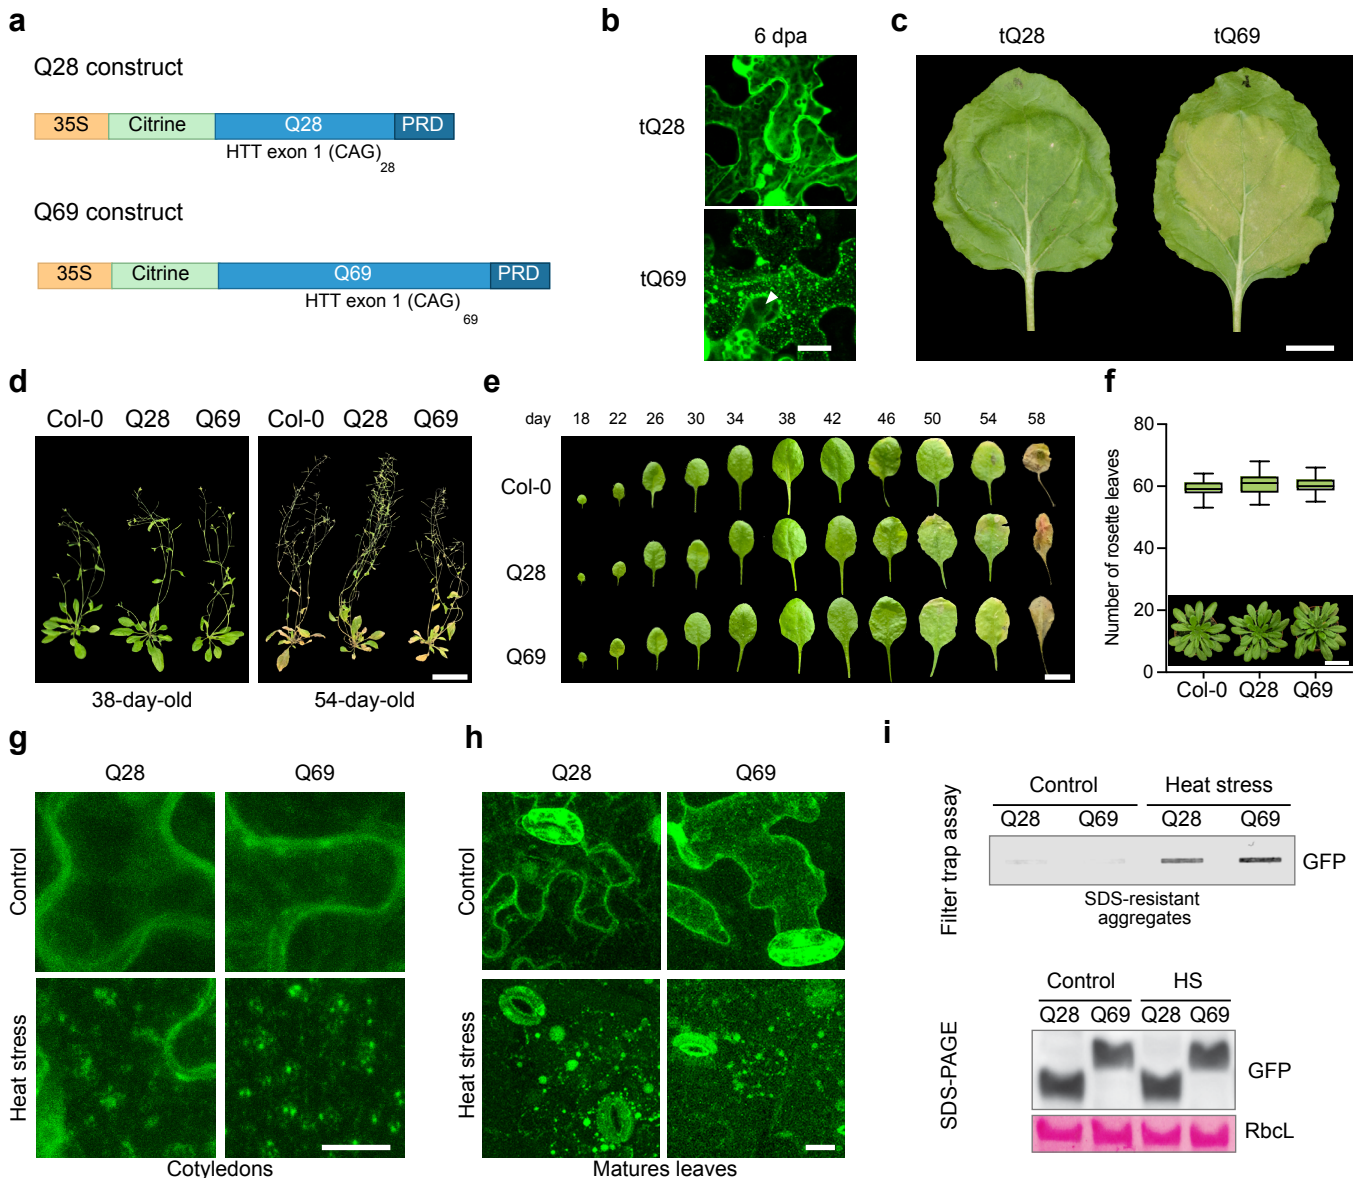 a
Q28 construct
35S Citrine Q28 PRD
HTT exon 1 (CAG)28
Q69 construct
35S Citrine Q69 PRD
HTT exon 1 (CAG)69
b
6 dpa
tQ28
tQ69
c
tQ28 tQ69
d
Col-0 Q28 Q69 Col-0 Q28 Q69
38-day-old 54-day-old
e
day 18 22 26 30 34 38 42 46 50 54 58
Col-0
Q28
Q69
f
Number of rosette leaves
80
60
40
20
0
Col-0 Q28 Q69
g
Q28 Q69
Control
Heat stress
Cotyledons
h
Q28 Q69
Control
Heat stress
Matures leaves
i
Filter trap assay
Control Heat stress
Q28 Q69 Q28 Q69
GFP
SDS-resistant
aggregates
SDS-PAGE
Control HS
Q28 Q69 Q28 Q69
GFP
RbcL